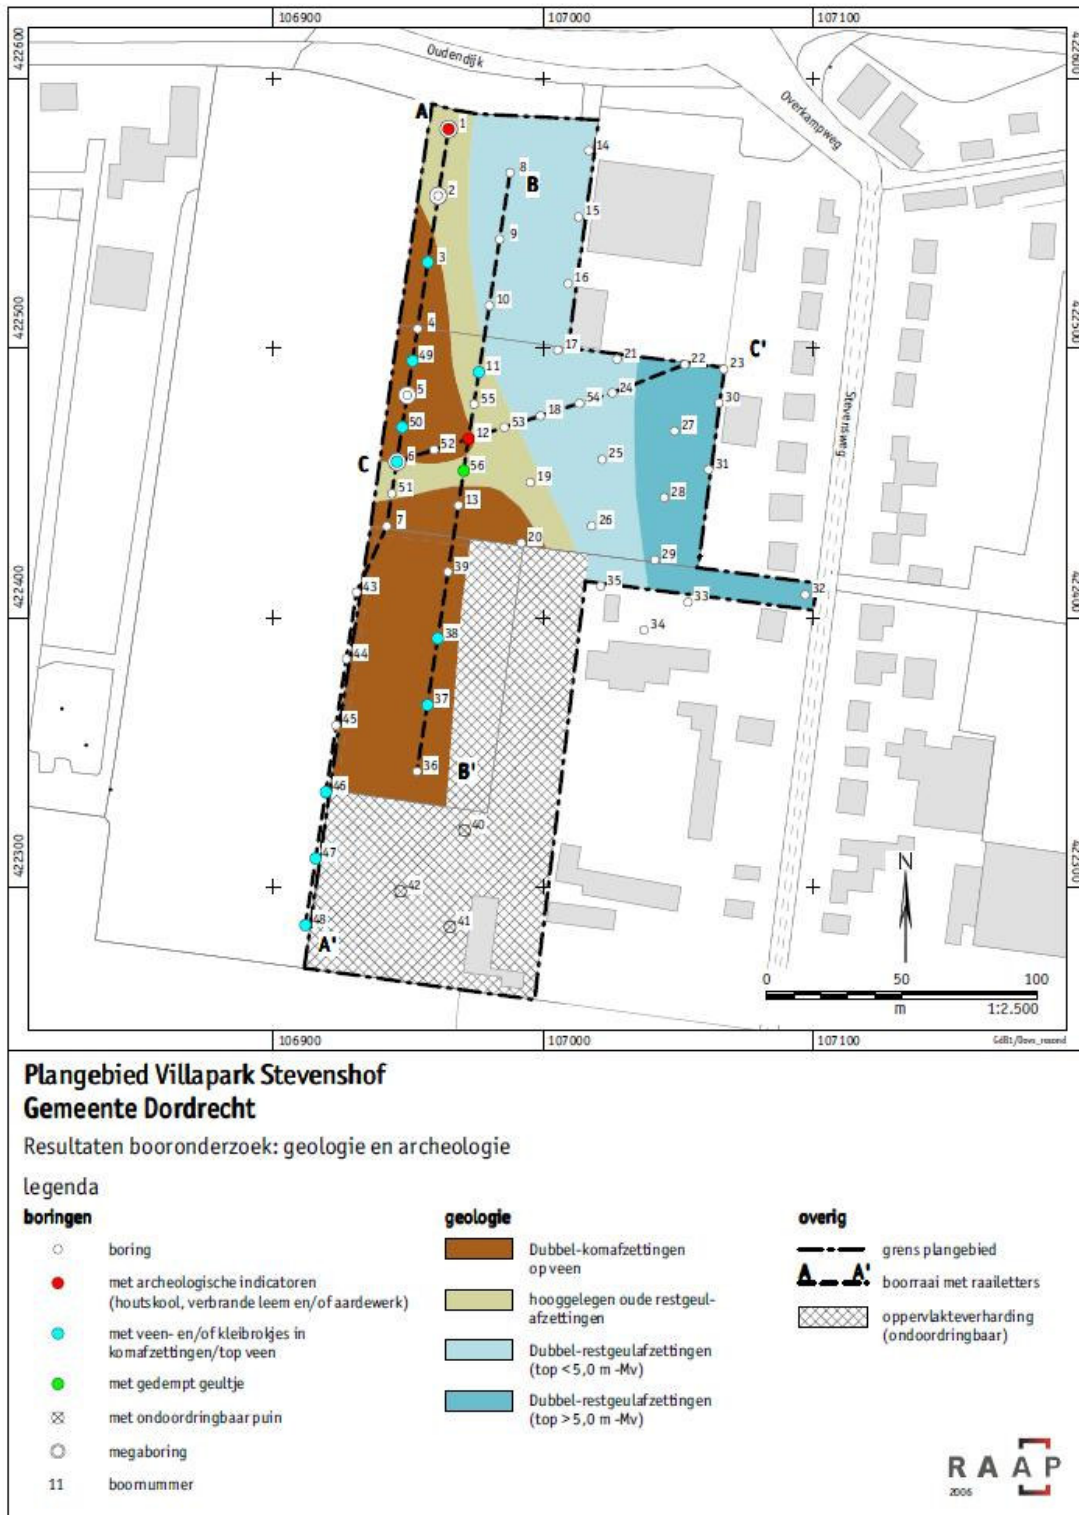 106900
107000
107100
422600
422600
422500
422500
422400
422400
422300
422300
Oudendijk
Overkampweg
Stevensweg
A
1
14
2
8
B
15
3
9
16
10
4
17
21
22
23
C'
49
11
5
24
30
55
54
50
18
12
53
27
52
C
6
25
31
56
51
19
28
13
7
26
20
29
39
43
35
32
33
38
34
44
37
45
36
B'
46
40
47
42
41
48
A'
N
0
50
100
m
1:2.500
Plangebied Villapark Stevenshof
Gemeente Dordrecht
Resultaten booronderzoek: geologie en archeologie
legenda
boringen
boring
met archeologische indicatoren
(houtskool, verbrande leem en/of aardewerk)
met veen- en/of kleibrokjes in
komafzettingen/top veen
met gedempt geultje
met ondoordringbaar puin
megaboring
11 boornummer
geologie
Dubbel-komafzettingen
op veen
hooggelegen oude restgeul-
afzettingen
Dubbel-restgeulafzettingen
(top <5,0 m -Mv)
Dubbel-restgeulafzettingen
(top >5,0 m -Mv)
overig
grens plangebied
A A' boorraai met raailetters
oppervlakteverharding
(ondoordringbaar)
RAAP
2006